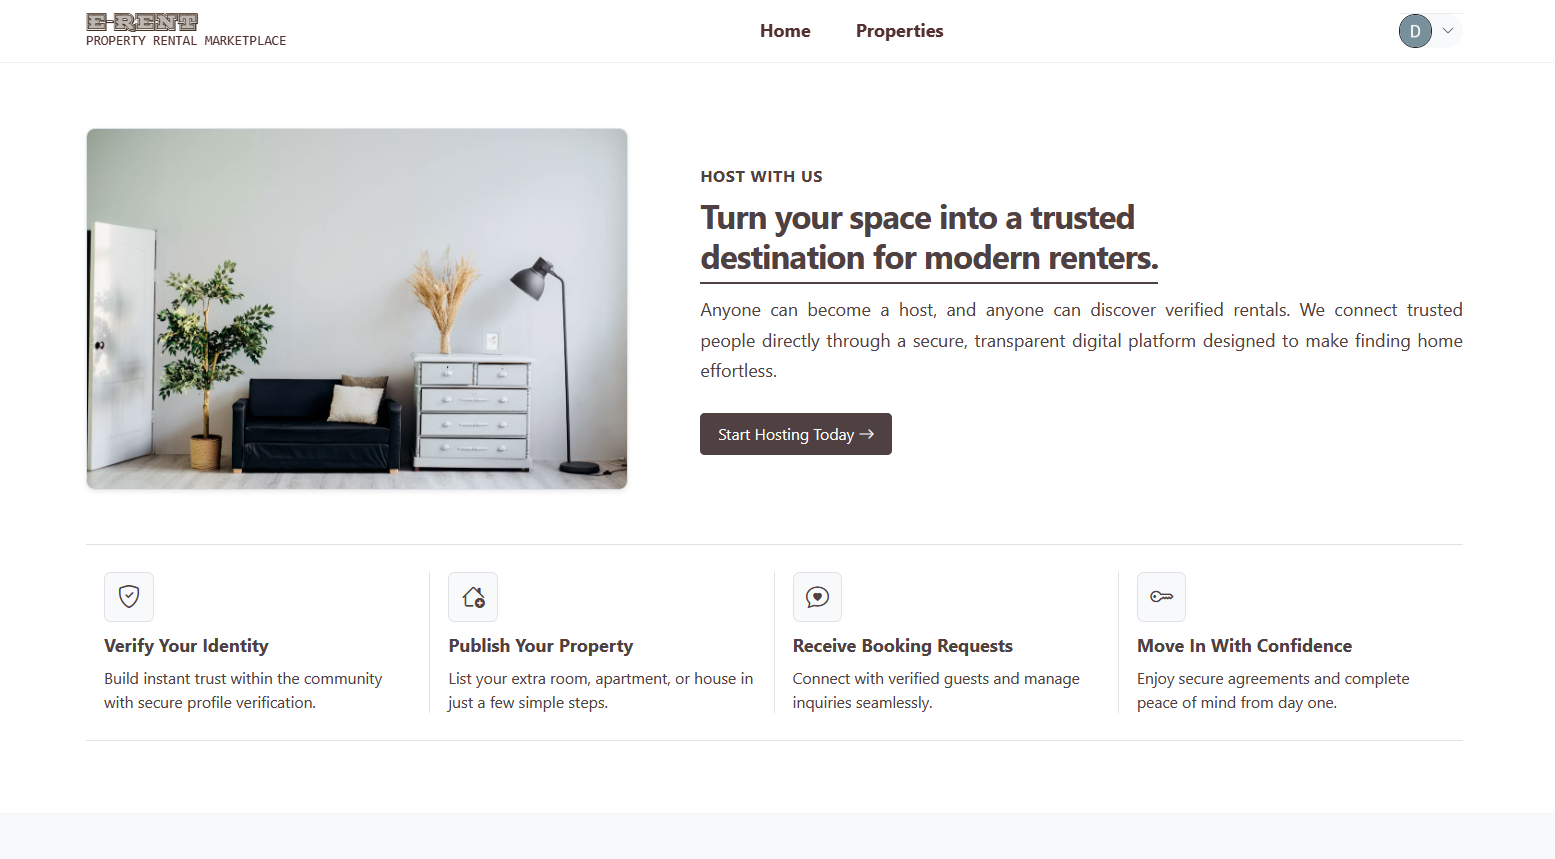 E-RENT
PROPERTY RENTAL MARKETPLACE
Home
Properties
D
HOST WITH US
Turn your space into a trusted
destination for modern renters.
Anyone can become a host, and anyone can discover verified rentals. We connect trusted
people directly through a secure, transparent digital platform designed to make finding home
effortless.
Start Hosting Today →
Verify Your Identity
Build instant trust within the community
with secure profile verification.
Publish Your Property
List your extra room, apartment, or house in
just a few simple steps.
Receive Booking Requests
Connect with verified guests and manage
inquiries seamlessly.
Move In With Confidence
Enjoy secure agreements and complete
peace of mind from day one.